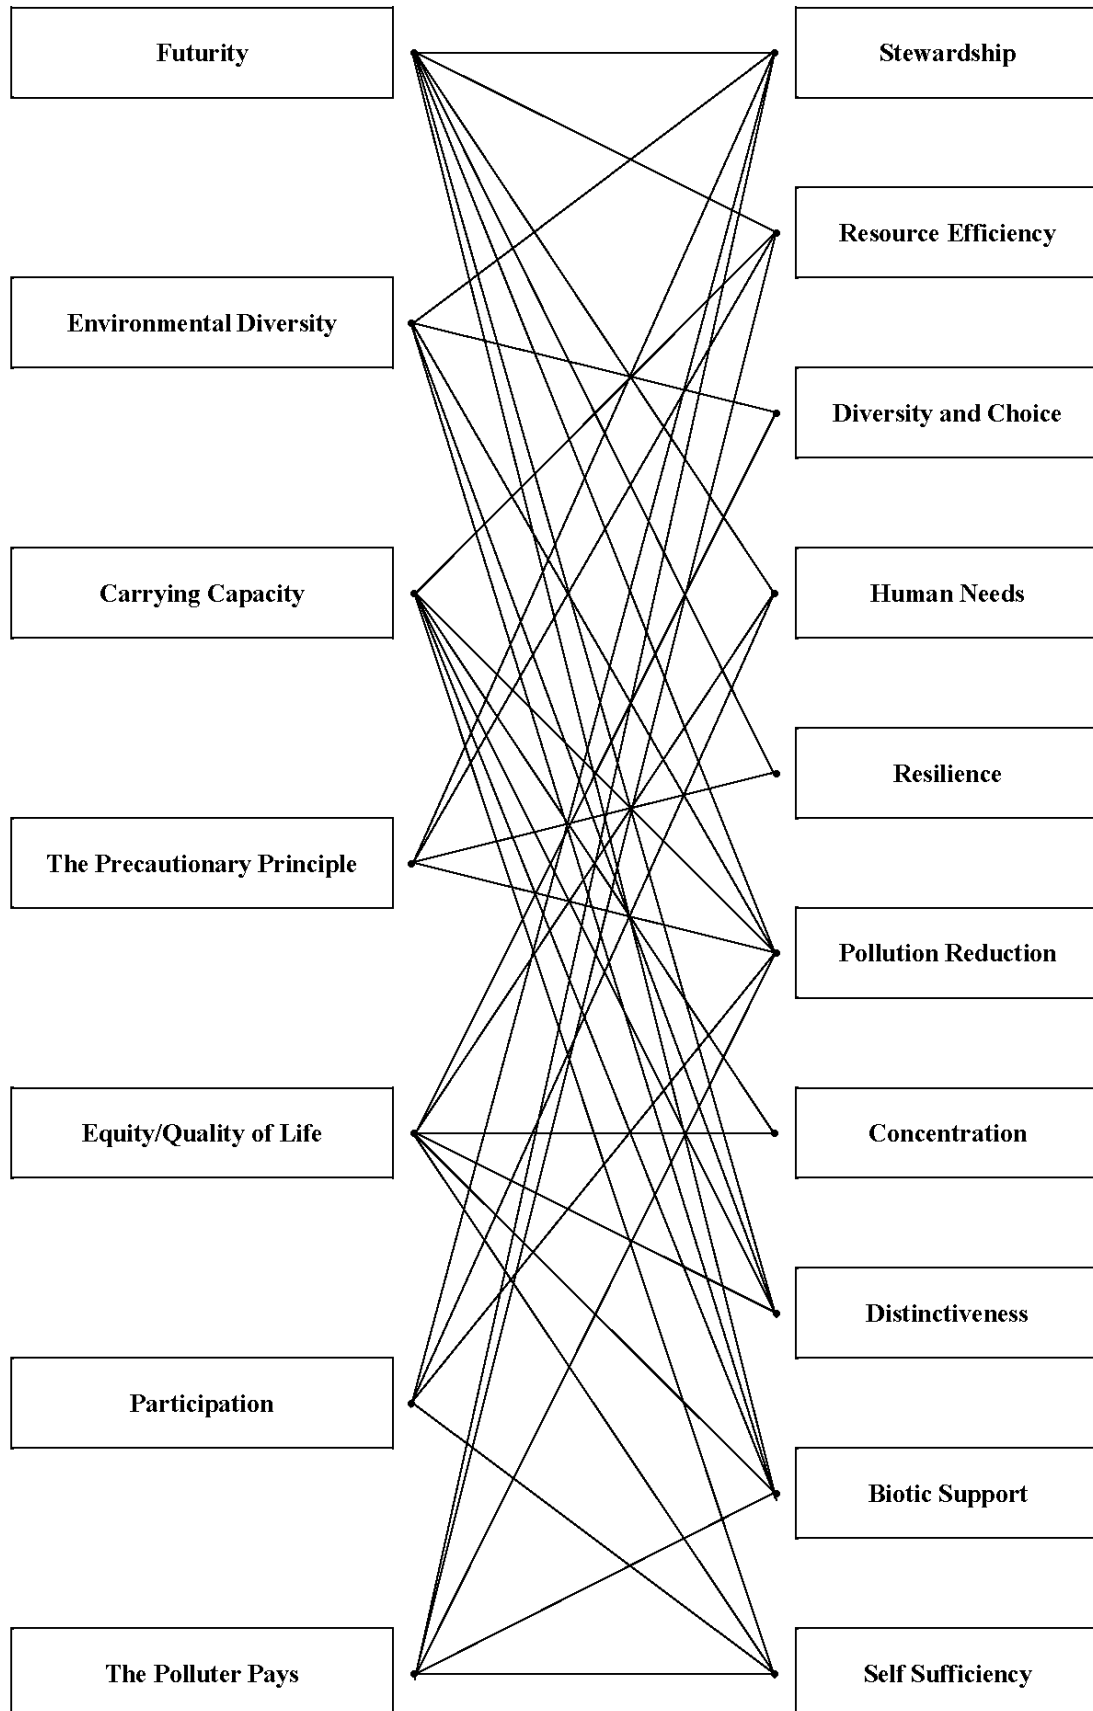 Futurity
Stewardship
Resource Efficiency
Environmental Diversity
Diversity and Choice
Carrying Capacity
Human Needs
Resilience
The Precautionary Principle
Pollution Reduction
Equity/Quality of Life
Concentration
Distinctiveness
Participation
Biotic Support
The Polluter Pays
Self Sufficiency